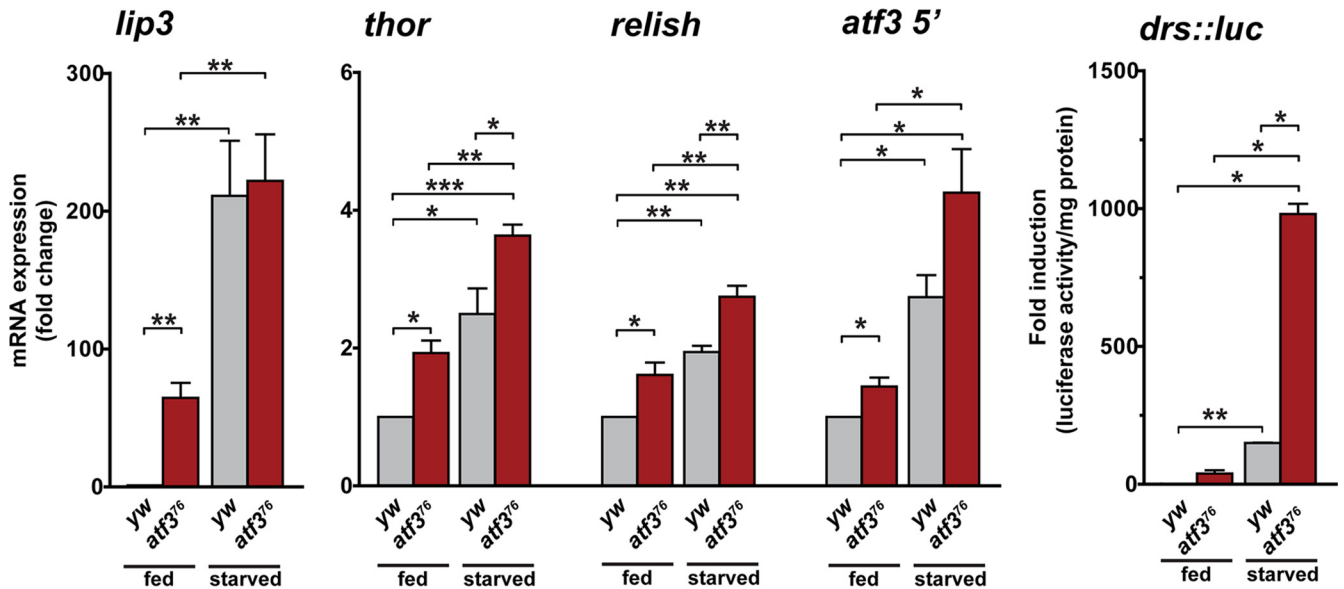 lip3
thor
relish
atf3 5’
drs::luc
mRNA expression
(fold change)
300
200
100
0
**
**
**
yw
atf3⁷⁶
yw
atf3⁷⁶
fed
starved
6
4
2
0
*
**
***
*
*
yw
atf3⁷⁶
yw
atf3⁷⁶
fed
starved
**
**
**
**
*
yw
atf3⁷⁶
yw
atf3⁷⁶
fed
starved
*
*
*
*
yw
atf3⁷⁶
yw
atf3⁷⁶
fed
starved
Fold induction
(luciferase activity/mg protein)
1500
1000
500
0
*
*
*
**
yw
atf3⁷⁶
yw
atf3⁷⁶
fed
starved